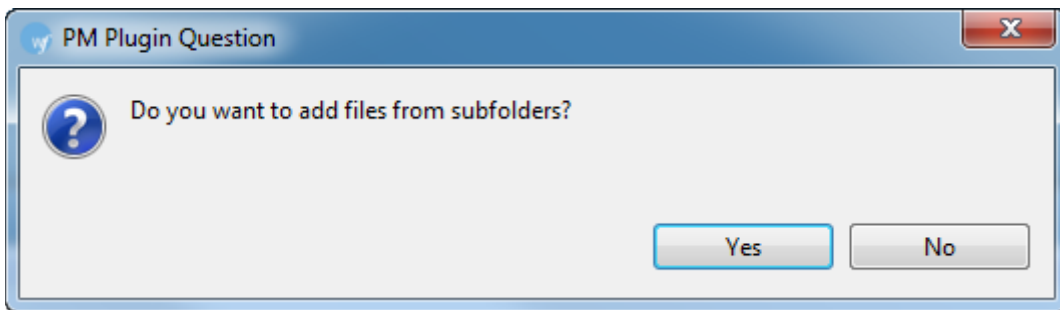 PM Plugin Question
Do you want to add files from subfolders?
Yes
No